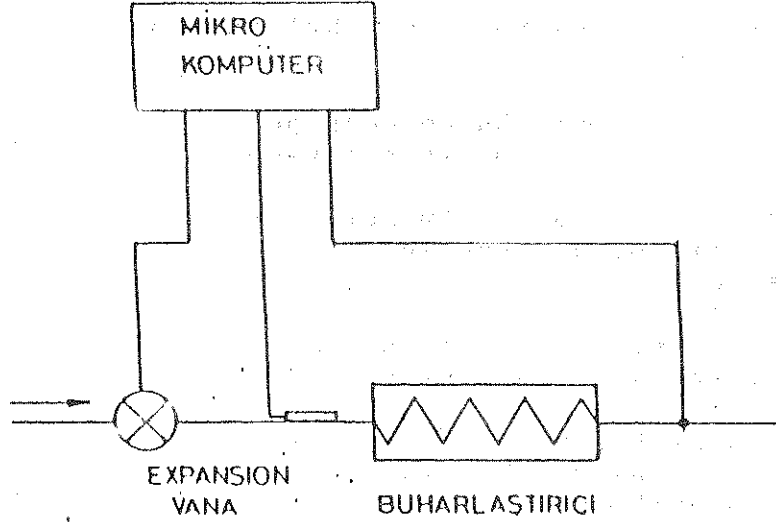 MİKRO
KOMPÜTER
EXPANSION
VANA
BUHARLAŞTIRICI